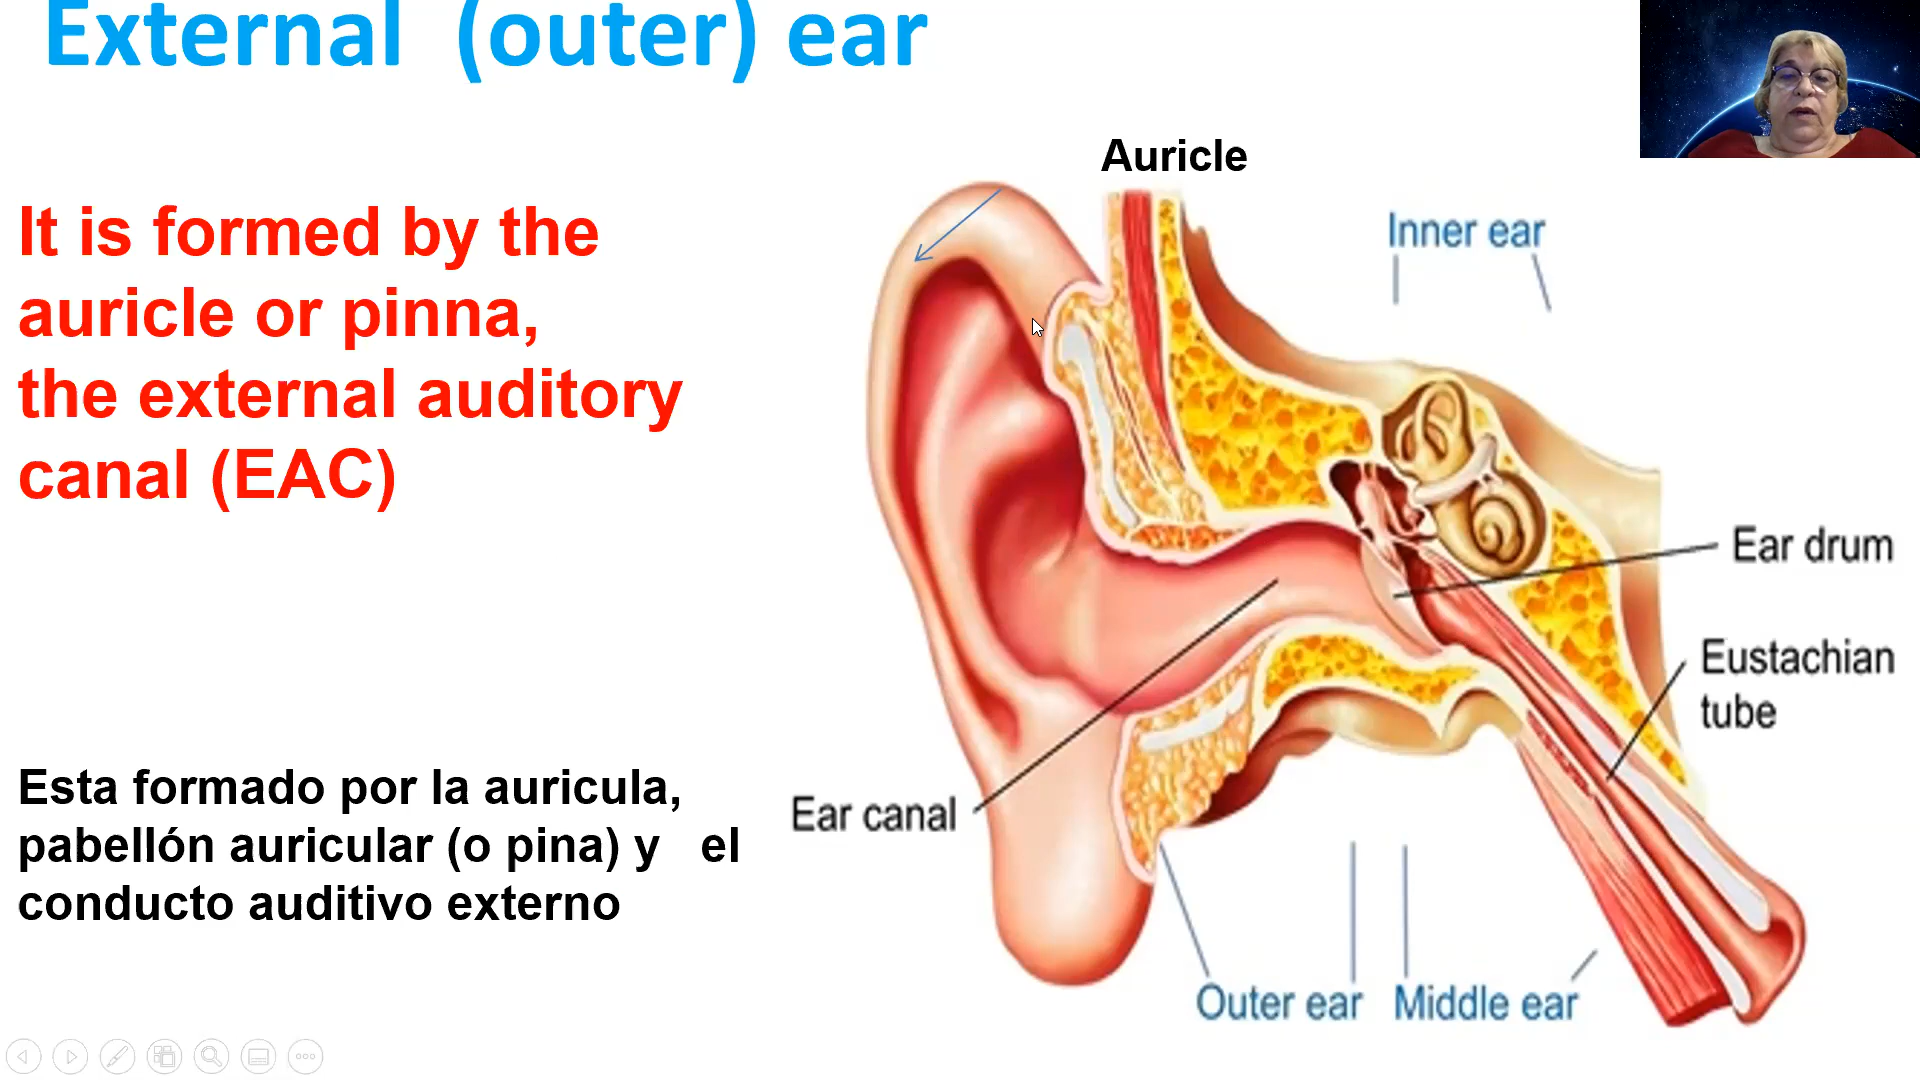 External (outer) ear
Auricle
It is formed by the
auricle or pinna,
the external auditory
canal (EAC)
Inner ear
Ear drum
Eustachian
tube
Esta formado por la auricula,
pabellón auricular (o pina) y el
conducto auditivo externo
Ear canal
Outer ear
Middle ear